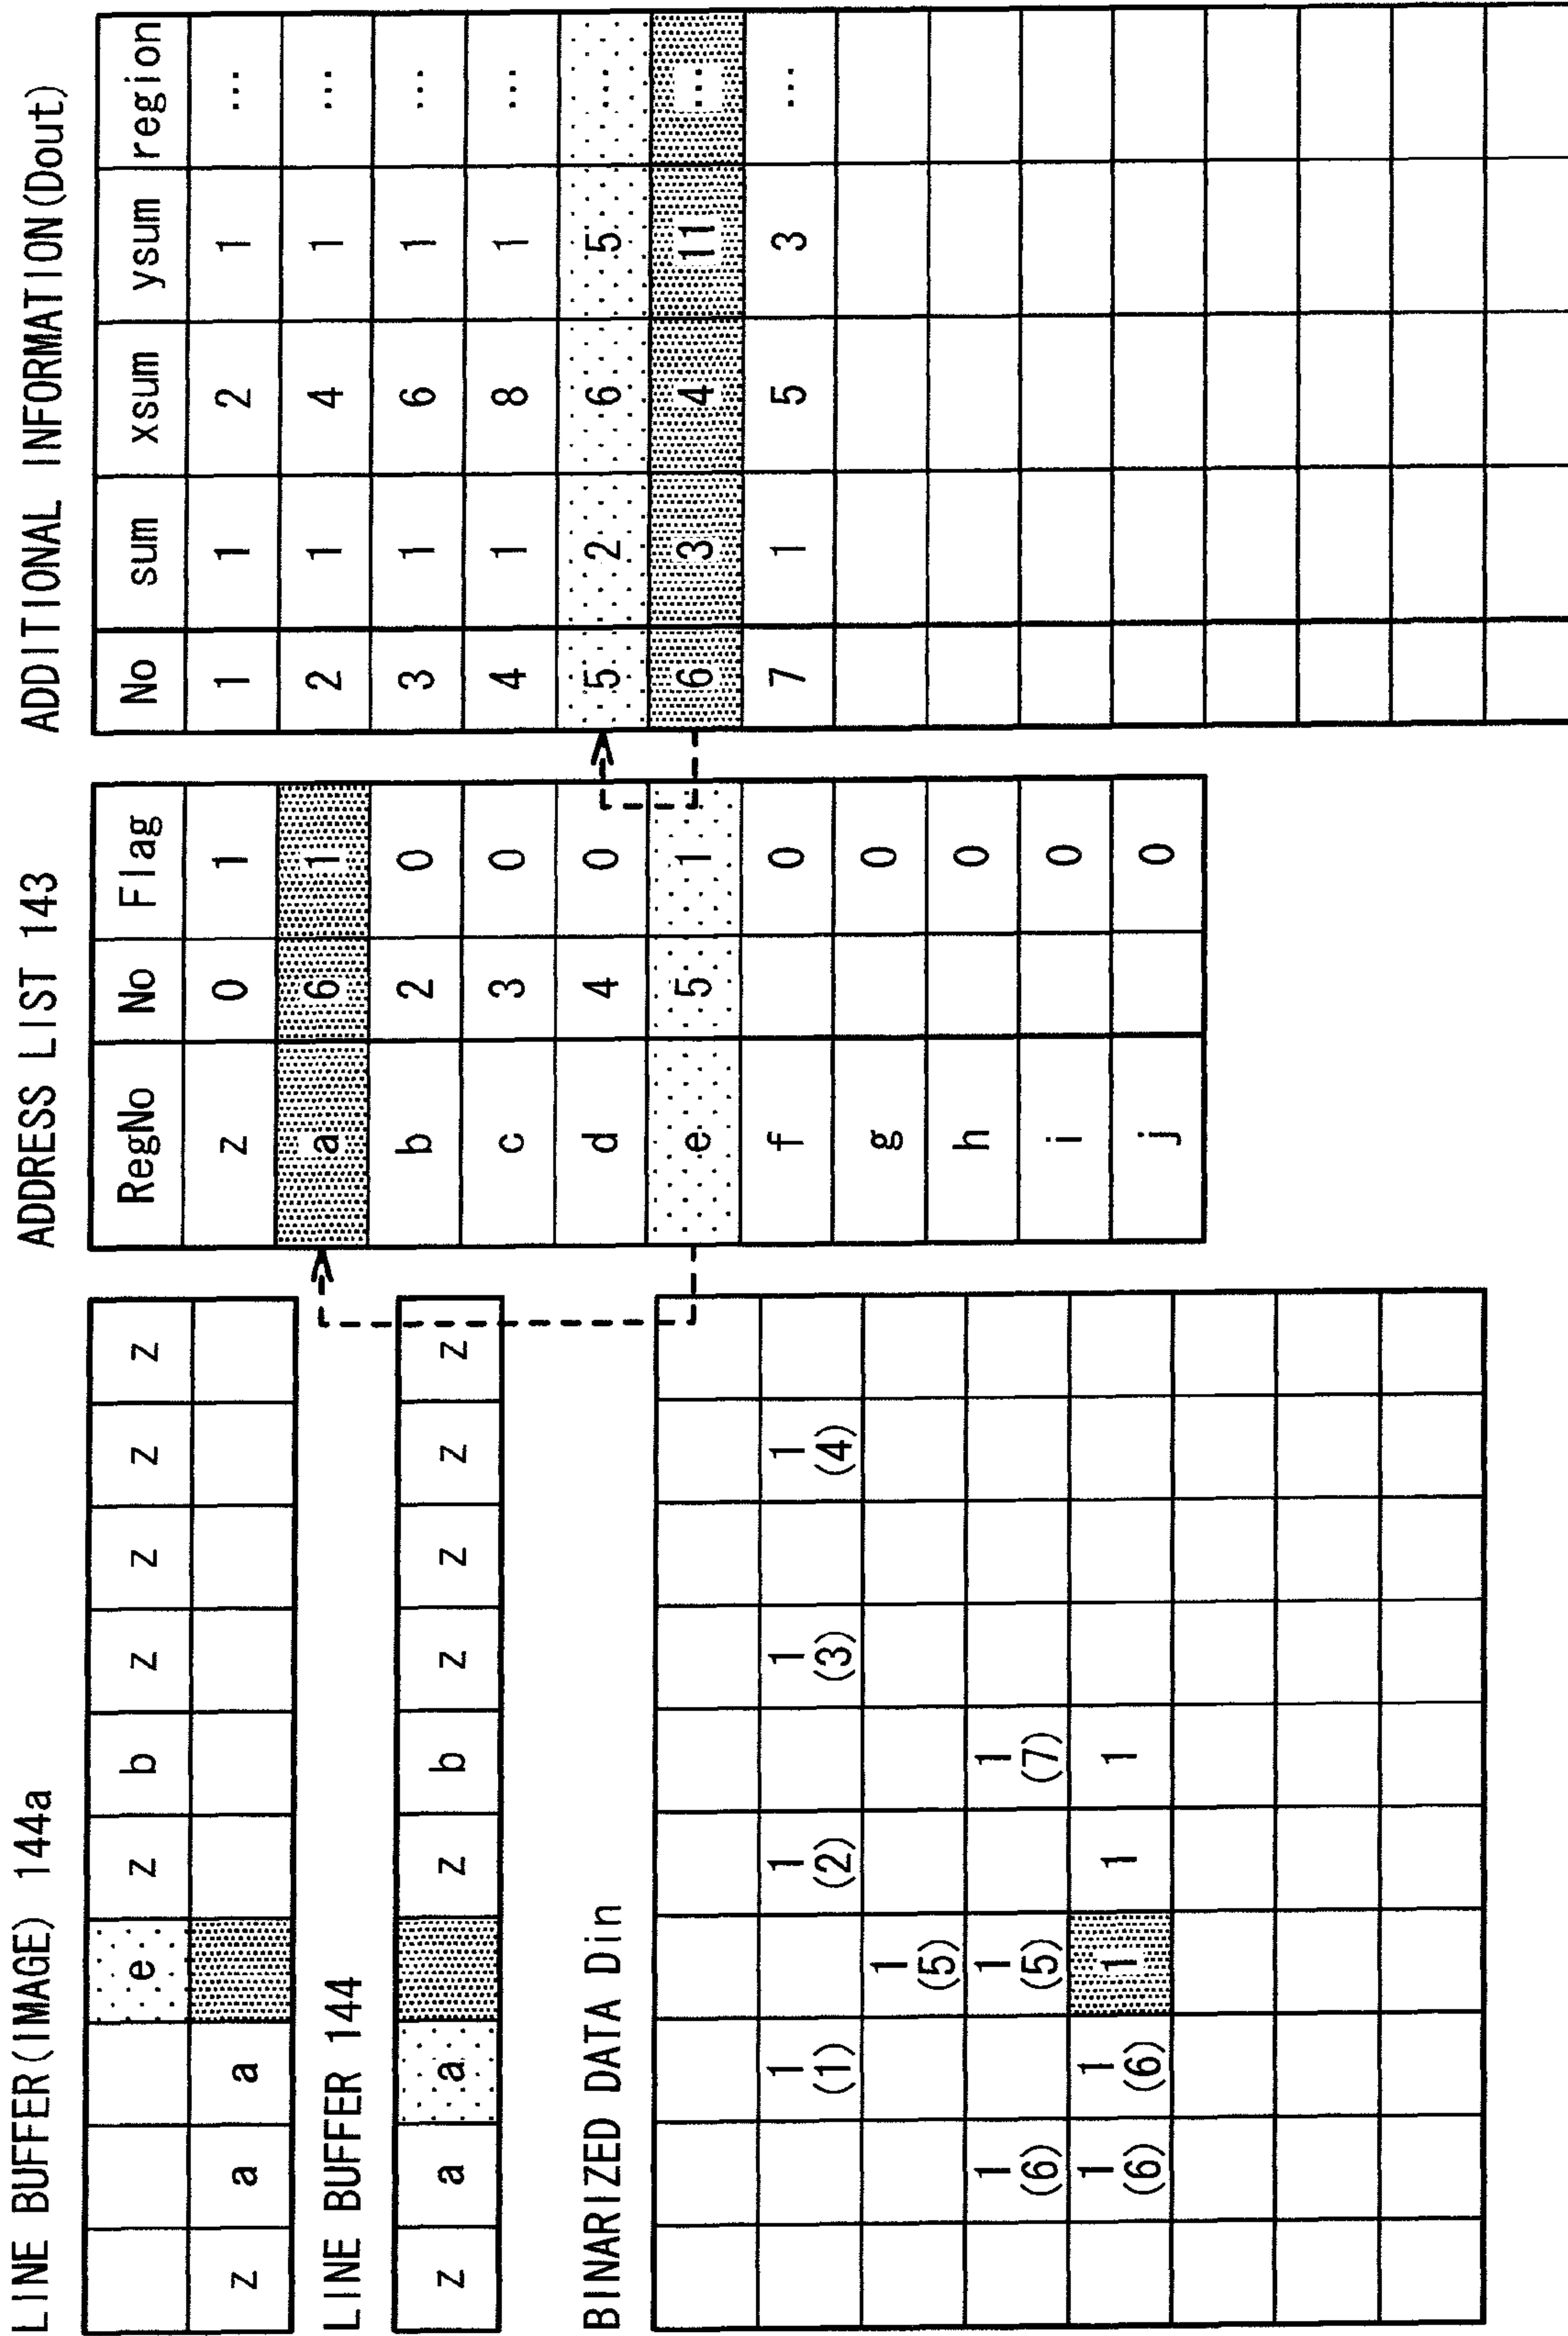 LINE BUFFER(IMAGE) 144a
e z b z z z
z a a
LINE BUFFER 144
z a a z b z z z
BINARIZED DATA Din
1 1 1 1
(1) (2) (3) (4)
1
(5)
1 1 1
(6) (5) (7)
1 1 1 1 1
(6) (6)
ADDRESS LIST 143
RegNo No Flag
z 0 1
a 6 1
b 2 0
c 3 0
d 4 0
e 5 1
f 0
g 0
h 0
i 0
j 0
ADDITIONAL INFORMATION(Dout)
No sum xsum ysum region
1 1 2 1 ...
2 1 4 1 ...
3 1 6 1 ...
4 1 8 1 ...
5 2 6 5 ...
6 3 4 11 ...
7 1 5 3 ...